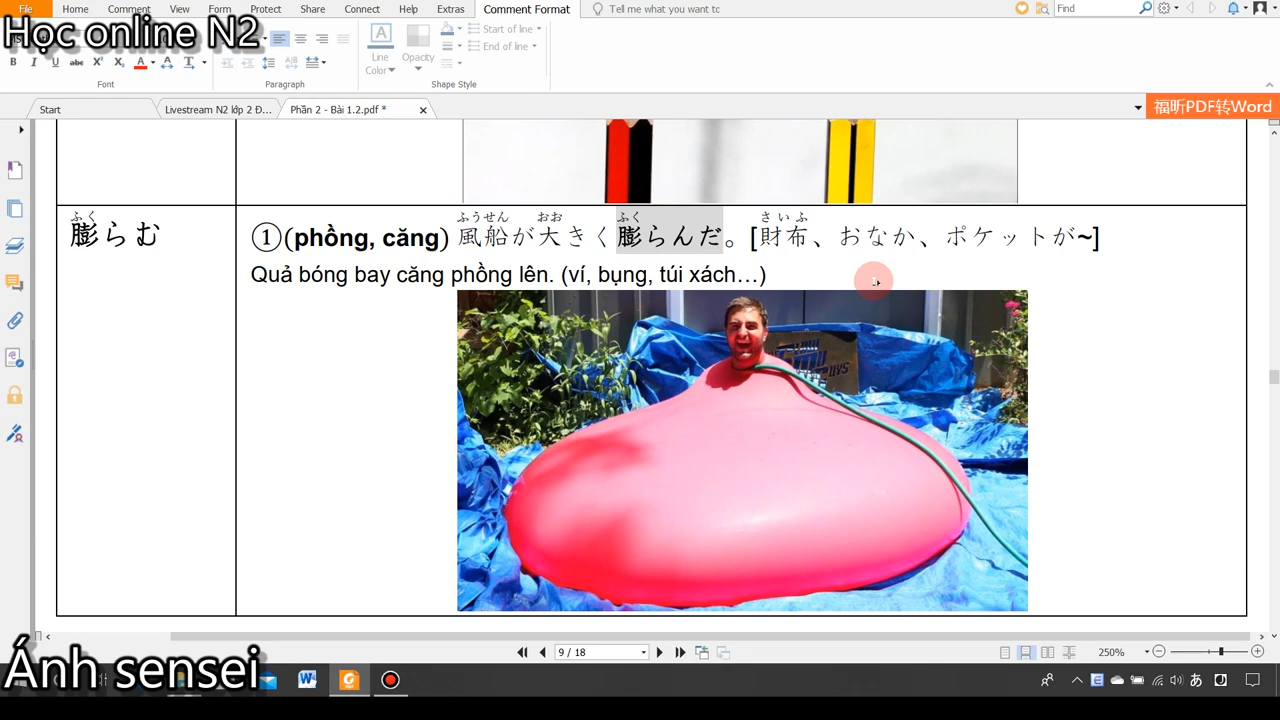 File Home Comment View Form Protect Share Connect Help Extras Comment Format Tell me what you want tc Find
Học online N2
Line Color Opacity Start of line End of line
Font Paragraph Shape Style
Start Livestream N2 lớp 2 Đ... Phần 2 - Bài 1.2.pdf * 福昕PDF转Word
ふく ふうせん おお ふく さいふ
膨らむ ①(phồng, căng) 風船が大きく膨らんだ。[財布、おなか、ポケットが~]
Quả bóng bay căng phồng lên. (ví, bụng, túi xách…)
9 / 18 250%
Ánh sensei